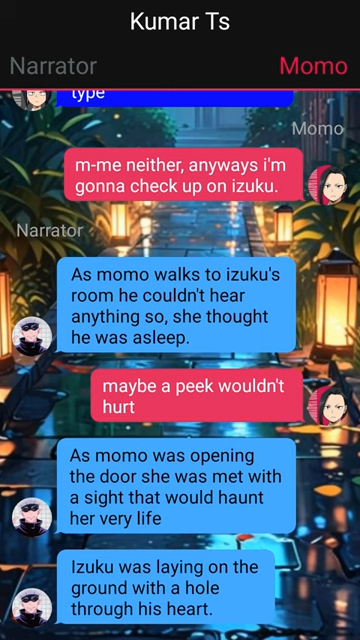 Kumar Ts
Narrator
Momo
type
Momo
m-me neither, anyways i'm
gonna check up on izuku.
Narrator
As momo walks to izuku's
room he couldn't hear
anything so, she thought
he was asleep.
maybe a peek wouldn't
hurt
As momo was opening
the door she was met with
a sight that would haunt
her very life
Izuku was laying on the
ground with a hole
through his heart.